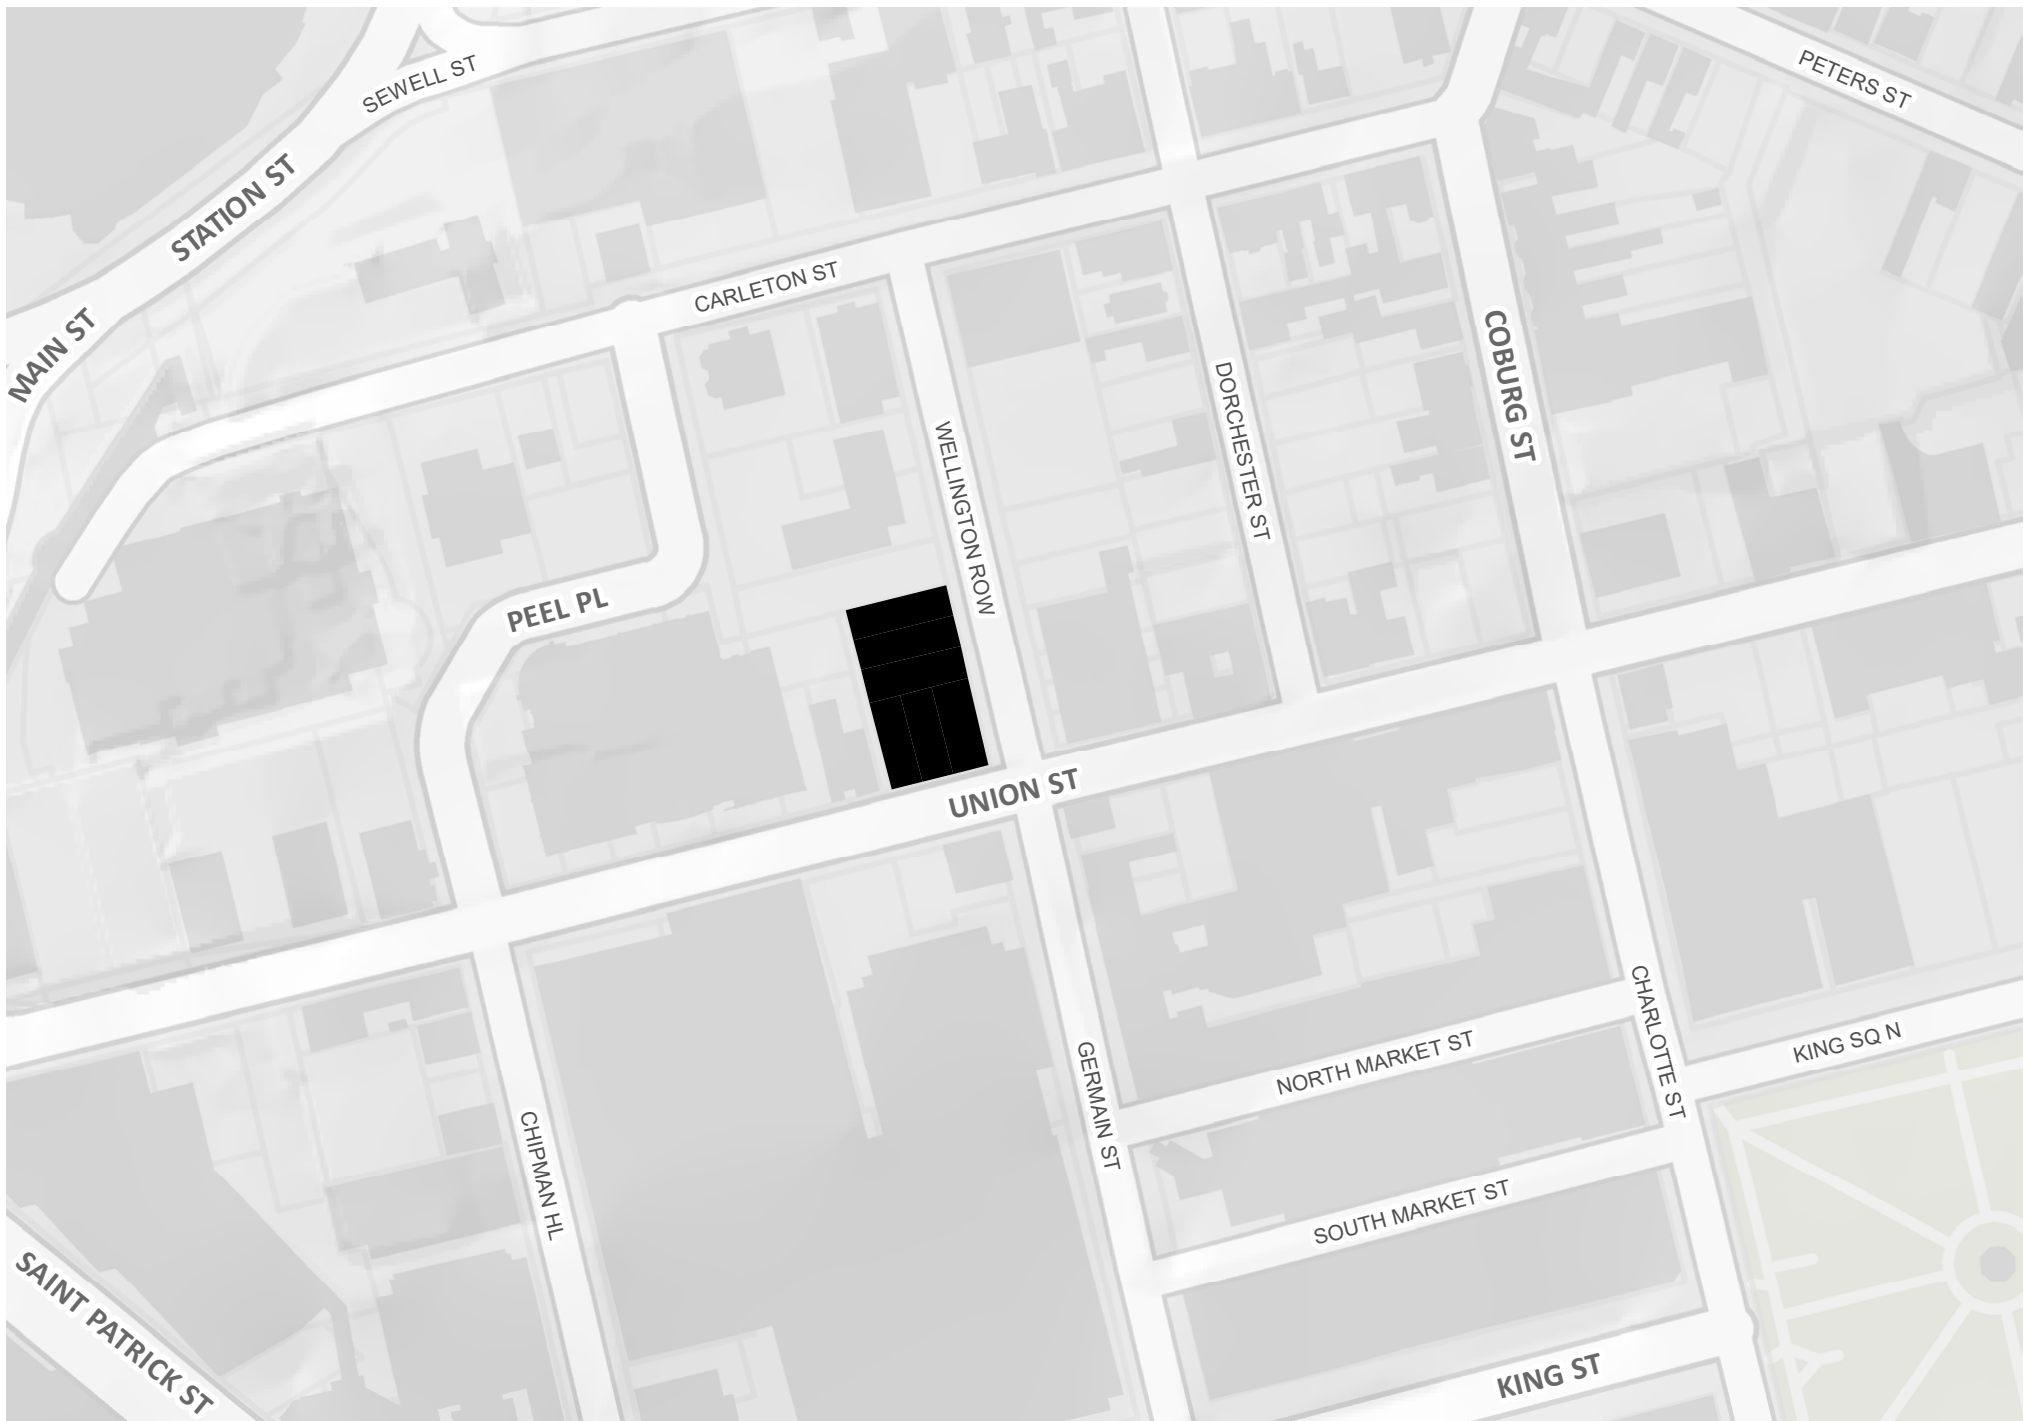 SEWELL ST
PETERS ST
STATION ST
MAIN ST
CARLETON ST
COBURG ST
DORCHESTER ST
WELLINGTON ROW
PEEL PL
UNION ST
CHARLOTTE ST
KING SQ N
NORTH MARKET ST
GERMAIN ST
CHIPMAN HL
SOUTH MARKET ST
SAINT PATRICK ST
KING ST